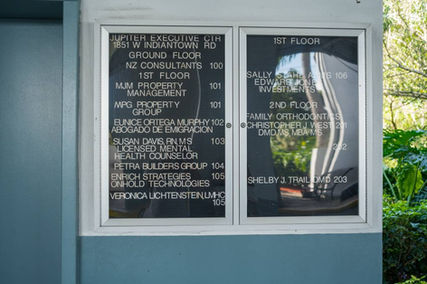 JUPITER EXECUTIVE CTR
1851 W INDIANTOWN RD
GROUND FLOOR
NZ CONSULTANTS 100
1ST FLOOR
MJM PROPERTY 101
MANAGEMENT
MPG PROPERTY 101
GROUP
EUNICE ORTEGA MURPHY 102
ABOGADO DE EMIGRACION
SUSAN DAVIS, RN.MS 103
LICENSED MENTAL
HEALTH COUNSELOR
PETRA BUILDERS GROUP 104
ENRICH STRATEGIES 105
ONHOLD TECHNOLOGIES
VERONICA LICHTENSTEIN,LMHC
105
1ST FLOOR
SALLY 106
EDWARD JONES
INVESTMENTS
2ND FLOOR
FAMILY ORTHODONTICS
CHRISTOPHER J. WEST 201
DMD.MS.MBA.MS
202
SHELBY J. TRAIL, DMD 203